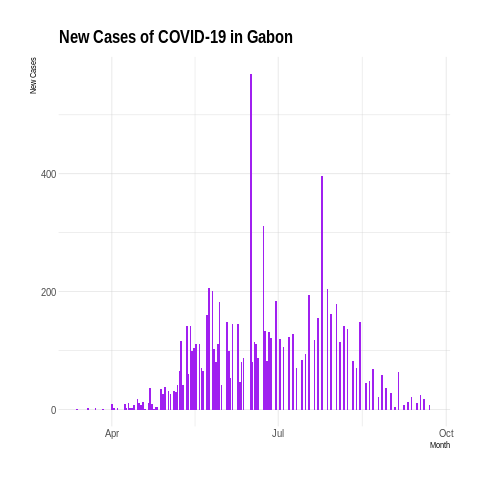 New Cases of COVID-19 in Gabon
New Cases
400
200
0
Apr
Jul
Oct
Month